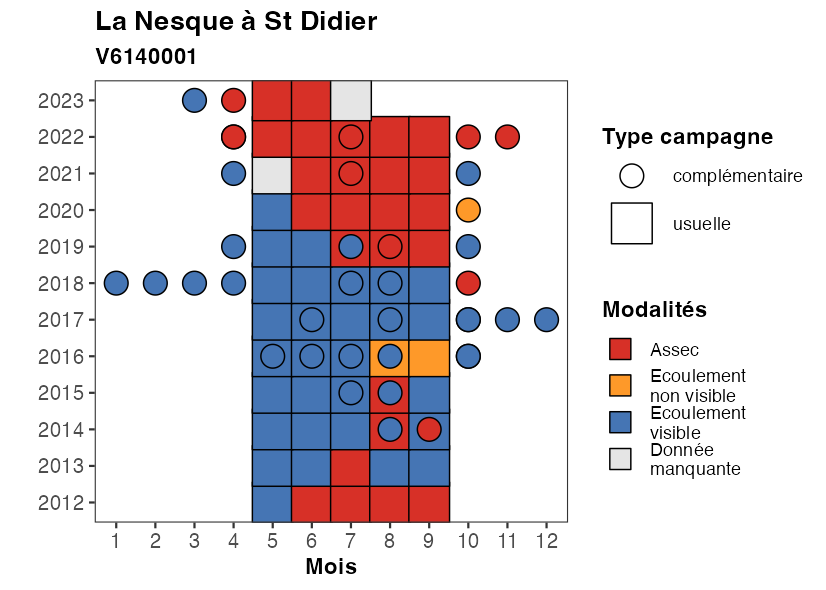 La Nesque à St Didier
V6140001
2023
2022
2021
2020
2019
2018
2017
2016
2015
2014
2013
2012
1 2 3 4 5 6 7 8 9 10 11 12
Mois
Type campagne
complémentaire
usuelle
Modalités
Assec
Ecoulement
non visible
Ecoulement
visible
Donnée
manquante